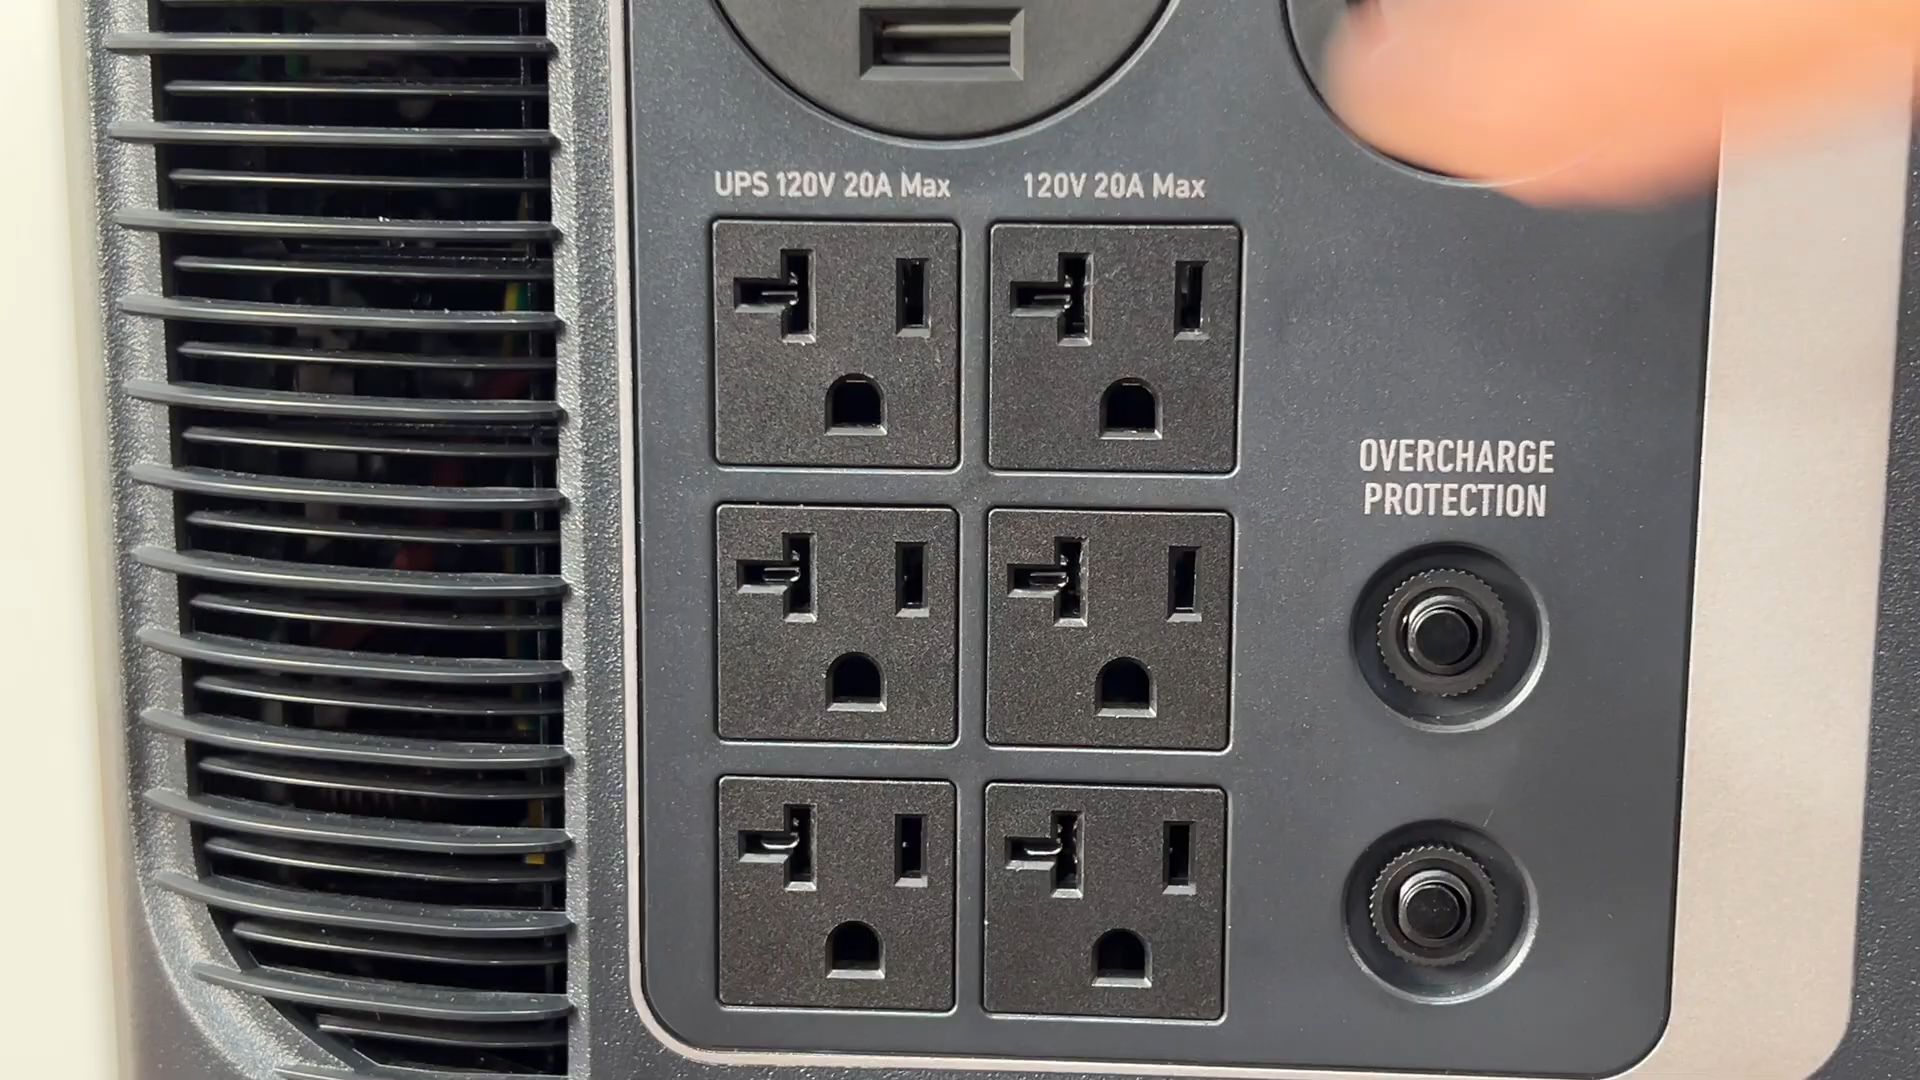 UPS 120V 20A Max
120V 20A Max
OVERCHARGE
PROTECTION